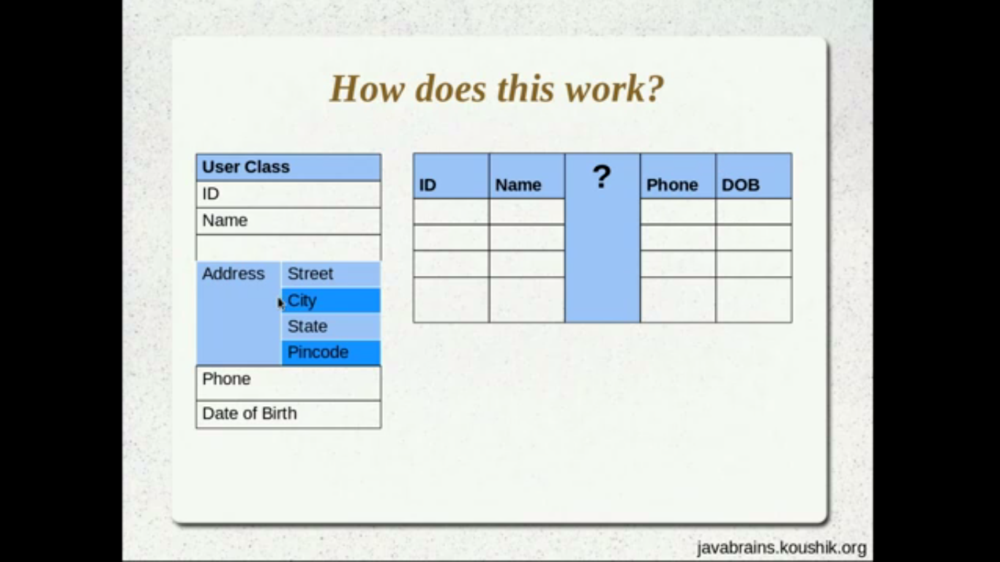 How does this work?
User Class
ID
Name
Address
Street
City
State
Pincode
Phone
Date of Birth
ID
Name
?
Phone
DOB
javabrains.koushik.org